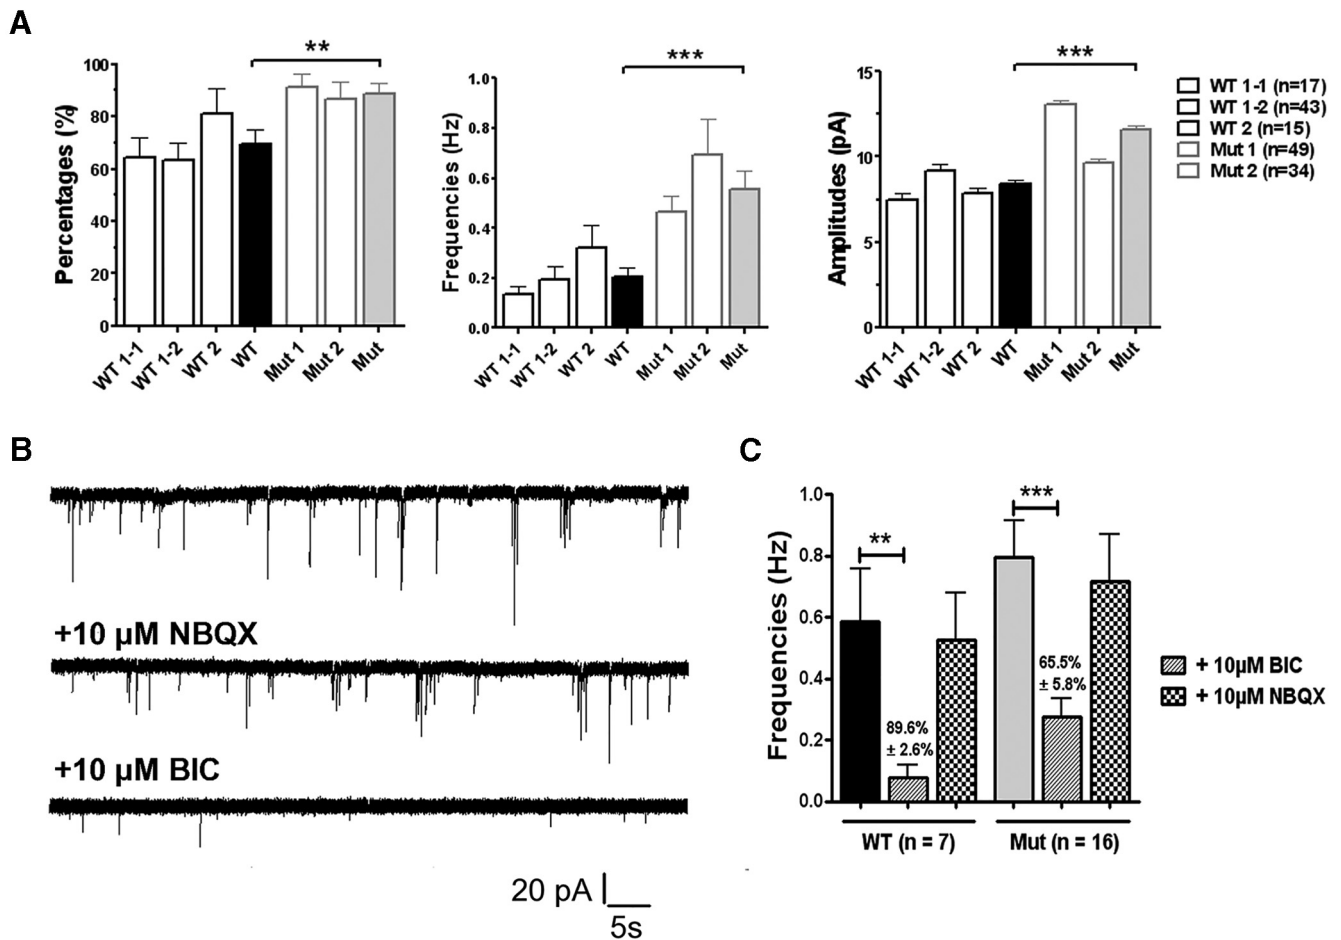 A
**
***
***
Percentages (%)
100
80
60
40
20
0
WT 1-1
WT 1-2
WT 2
WT
Mut 1
Mut 2
Mut
Frequencies (Hz)
1.0
0.8
0.6
0.4
0.2
0.0
WT 1-1
WT 1-2
WT 2
WT
Mut 1
Mut 2
Mut
Amplitudes (pA)
15
10
5
0
WT 1-1
WT 1-2
WT 2
WT
Mut 1
Mut 2
Mut
WT 1-1 (n=17)
WT 1-2 (n=43)
WT 2 (n=15)
Mut 1 (n=49)
Mut 2 (n=34)
B
+10 µM NBQX
+10 µM BIC
20 pA
5s
C
Frequencies (Hz)
1.0
0.8
0.6
0.4
0.2
0.0
**
***
89.6%
± 2.6%
65.5%
± 5.8%
WT (n = 7)
Mut (n = 16)
+ 10µM BIC
+ 10µM NBQX